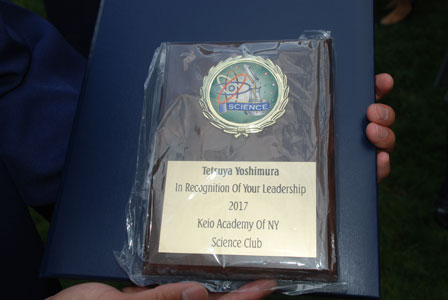 SCIENCE
Tetsuya Yoshimura
In Recognition Of Your Leadership
2017
Keio Academy Of NY
Science Club